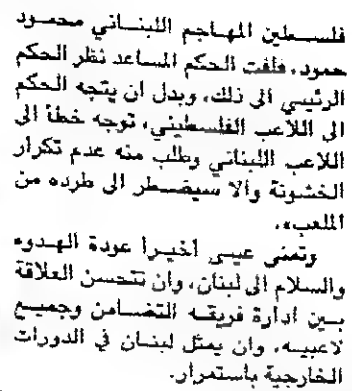 فلسطين المهاجم اللبناني محمود
حمود. فلفت الحكم المساعد نظر الحكم
الرئيسي الى ذلك، وبدل ان يتجه الحكم
الى اللاعب الفلسطيني، توجه خطأ الى
اللاعب اللبناني وطلب منه عدم تكرار
الخشونة والا سيضطر الى طرده من
الملعب».
وتمنى عيسى اخيرا عودة الهدوء
والسلام الى لبنان، وان تتحسن العلاقة
بين ادارة فريقه التضامن وجميع
لاعبيه، وان يمثل لبنان في الدورات
الخارجية باستمرار.